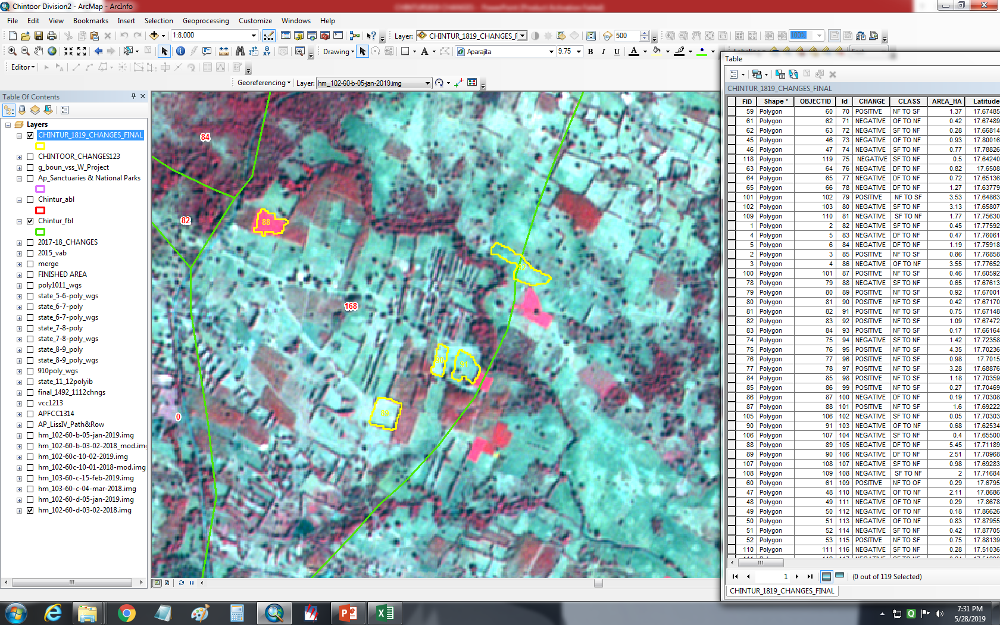 Chintoor Division2 - ArcMap - ArcInfo
File Edit View Bookmarks Insert Selection Geoprocessing Customize Windows Help
1:8,000 Layer: CHINTUR_1819_CHANGES_F 500 100%
Drawing Aparajita 9.75 B I U A
Editor
Georeferencing Layer: hm_102-60-b-05-jan-2019.img
Table Of Contents
Layers
CHINTUR_1819_CHANGES_FINAL
CHINTOOR_CHANGES123
g_boun_vss_W_Project
Ap_Sanctuaries & National Parks
Chintur_abl
Chintur_fbl
2017-18_CHANGES
2015_vab
merge
FINISHED AREA
poly1011_wgs
state_5-6-poly_wgs
state_6-7-poly
state_6-7-poly_wgs
state_7-8-poly
state_7-8-poly_wgs
state_8-9_poly
state_8-9_poly_wgs
910poly_wgs
state_11_12polyib
final_1492_1112chngs
vcc1213
APFCC1314
AP_LissIV_Path&Row
hm_102-60-b-05-jan-2019.img
hm_102-60-b-03-02-2018_mod.img
hm_102-60c-10-02-2019.img
hm_102-60c-10-01-2018-mod.img
hm_103-60-c-15-feb-2019.img
hm_103-60-c-04-mar-2018.img
hm_102-60-d-05-jan-2019.img
hm_102-60-d-03-02-2018.img
84
82
88
92
168
90
91
89
0
Table
CHINTUR_1819_CHANGES_FINAL
FID Shape * OBJECTID Id CHANGE CLASS AREA_HA Latitude
59 Polygon 60 70 POSITIVE NF TO SF 1.37 17.67485
61 Polygon 62 71 NEGATIVE OF TO NF 0.42 17.67489
62 Polygon 63 72 NEGATIVE SF TO NF 0.28 17.66814
45 Polygon 46 73 NEGATIVE OF TO NF 0.93 17.80016
46 Polygon 47 74 NEGATIVE SF TO NF 0.77 17.78826
118 Polygon 119 75 NEGATIVE SF TO NF 0.5 17.64240
63 Polygon 64 76 NEGATIVE DF TO NF 0.82 17.6508
64 Polygon 65 77 NEGATIVE DF TO NF 0.72 17.65136
65 Polygon 66 78 NEGATIVE DF TO NF 1.27 17.63779
101 Polygon 102 79 POSITIVE NF TO SF 3.53 17.64863
102 Polygon 103 80 NEGATIVE SF TO NF 3.13 17.65807
109 Polygon 110 81 NEGATIVE SF TO NF 1.77 17.75630
1 Polygon 2 82 NEGATIVE SF TO NF 0.45 17.77592
4 Polygon 5 83 NEGATIVE DF TO NF 0.47 17.76061
5 Polygon 6 84 NEGATIVE DF TO NF 1.19 17.75918
2 Polygon 3 85 POSITIVE NF TO SF 0.86 17.76858
3 Polygon 4 86 NEGATIVE OF TO NF 3.55 17.77652
100 Polygon 101 87 POSITIVE NF TO SF 0.46 17.60592
78 Polygon 79 88 NEGATIVE SF TO NF 0.65 17.67613
79 Polygon 80 89 POSITIVE NF TO SF 0.92 17.67001
80 Polygon 81 90 POSITIVE NF TO SF 0.42 17.67170
81 Polygon 82 91 POSITIVE NF TO SF 0.75 17.67148
82 Polygon 83 92 POSITIVE NF TO SF 1.09 17.67472
83 Polygon 84 93 POSITIVE NF TO SF 0.17 17.66164
74 Polygon 75 94 NEGATIVE SF TO NF 1.42 17.72358
75 Polygon 76 95 POSITIVE NF TO SF 4.35 17.70236
76 Polygon 77 96 POSITIVE NF TO SF 0.98 17.7015
77 Polygon 78 97 POSITIVE NF TO SF 3.28 17.68876
84 Polygon 85 98 POSITIVE NF TO SF 1.18 17.70359
85 Polygon 86 99 POSITIVE NF TO SF 0.27 17.70469
86 Polygon 87 100 NEGATIVE DF TO NF 0.19 17.70308
87 Polygon 88 101 POSITIVE NF TO SF 1.6 17.69222
105 Polygon 106 102 NEGATIVE SF TO NF 0.05 17.70303
90 Polygon 91 103 NEGATIVE OF TO NF 0.68 17.62534
106 Polygon 107 104 NEGATIVE SF TO NF 0.4 17.65500
88 Polygon 89 105 NEGATIVE DF TO NF 5.45 17.71189
89 Polygon 90 106 NEGATIVE DF TO NF 2.51 17.70968
107 Polygon 108 107 NEGATIVE SF TO NF 0.98 17.69283
108 Polygon 109 108 NEGATIVE SF TO NF 2 17.71684
60 Polygon 61 109 POSITIVE NF TO OF 0.29 17.6795
47 Polygon 48 110 NEGATIVE OF TO NF 2.11 17.8686
48 Polygon 49 111 NEGATIVE OF TO NF 0.29 17.8678
49 Polygon 50 112 NEGATIVE OF TO NF 0.18 17.86626
50 Polygon 51 113 NEGATIVE OF TO NF 0.83 17.87955
51 Polygon 52 114 NEGATIVE SF TO NF 0.42 17.87705
52 Polygon 53 115 POSITIVE NF TO SF 0.75 17.88139
110 Polygon 111 116 NEGATIVE SF TO NF 0.28 17.51036
1 (0 out of 119 Selected)
CHINTUR_1819_CHANGES_FINAL
7:31 PM
5/28/2019